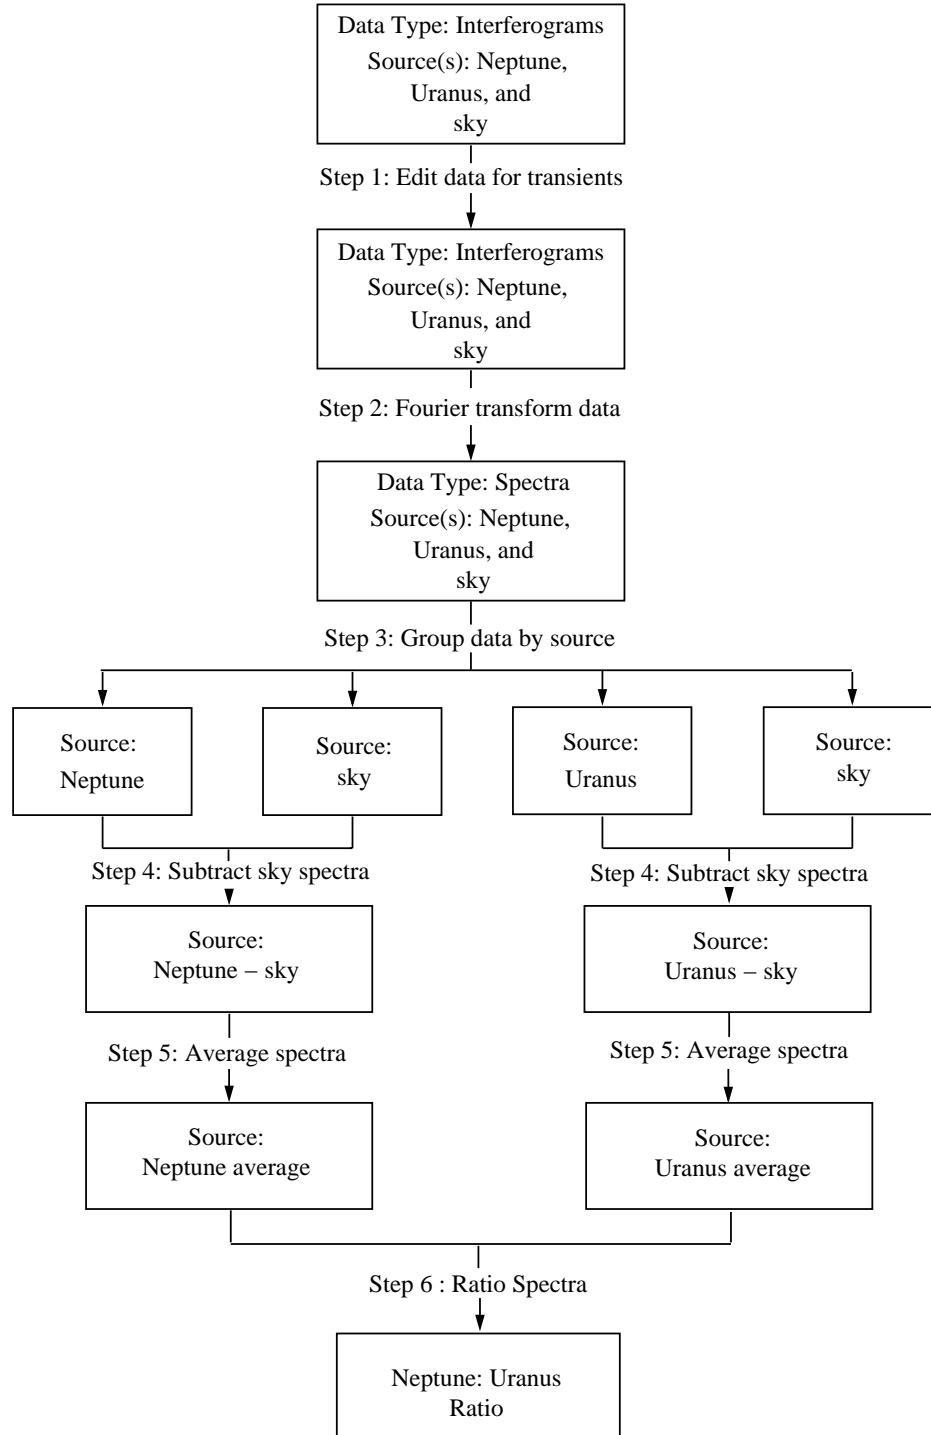 Data Type: Interferograms
Source(s): Neptune,
Uranus, and
sky
Step 1: Edit data for transients
Data Type: Interferograms
Source(s): Neptune,
Uranus, and
sky
Step 2: Fourier transform data
Data Type: Spectra
Source(s): Neptune,
Uranus, and
sky
Step 3: Group data by source
Source:
Neptune
Source:
sky
Source:
Uranus
Source:
sky
Step 4: Subtract sky spectra
Step 4: Subtract sky spectra
Source:
Neptune – sky
Source:
Uranus – sky
Step 5: Average spectra
Step 5: Average spectra
Source:
Neptune average
Source:
Uranus average
Step 6 : Ratio Spectra
Neptune: Uranus
Ratio